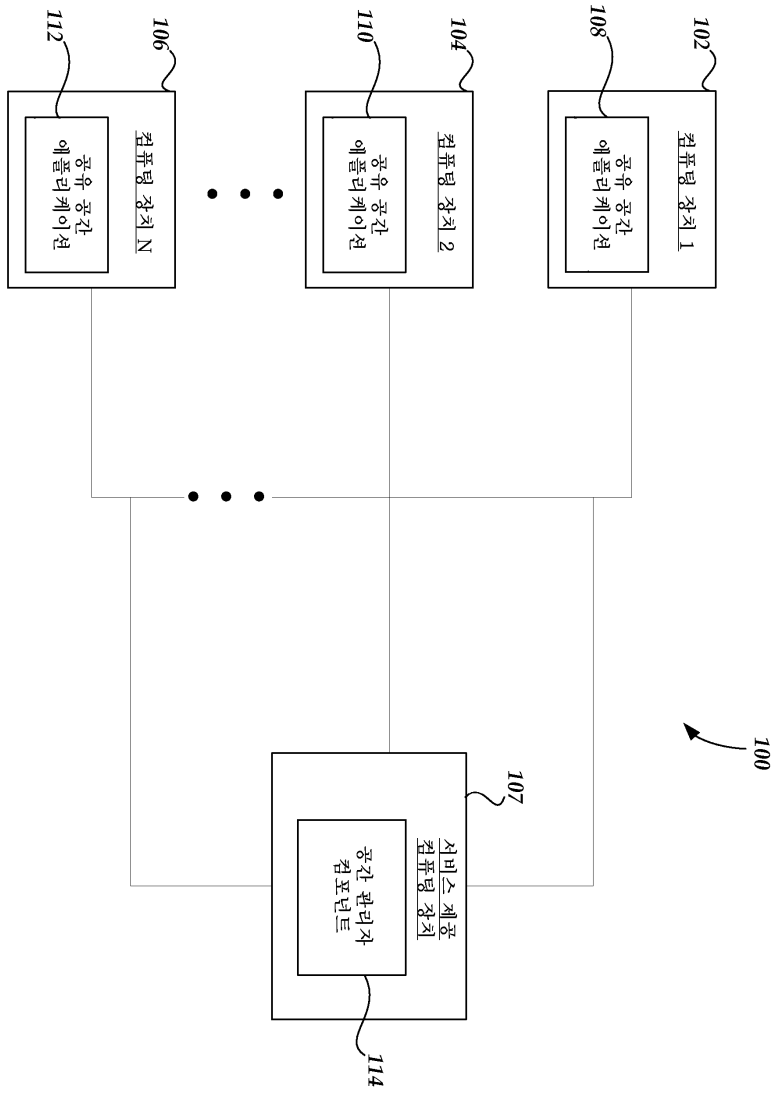 100
102
컴퓨팅 장치 1
108
공유 공간
애플리케이션
104
컴퓨팅 장치 2
110
공유 공간
애플리케이션
106
컴퓨팅 장치 N
112
공유 공간
애플리케이션
107
서비스 제공
컴퓨팅 장치
공간 관리자
컴포넌트
114